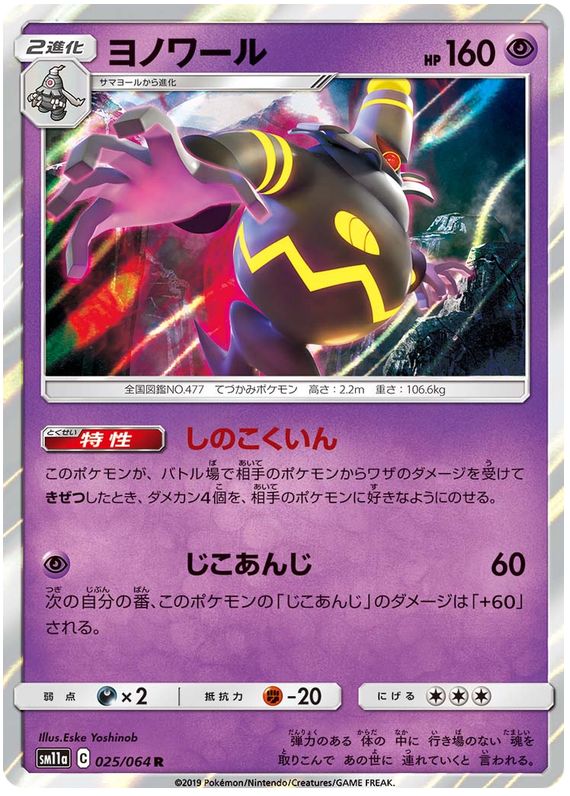 2進化
ヨノワール
HP 160
サマヨールから進化
全国図鑑NO.477 てづかみポケモン 高さ:2.2m 重さ:106.6kg
とくせい
特性 しのこくいん
このポケモンが、バトル場で相手のポケモンからワザのダメージを受けて
きぜつしたとき、ダメカン4個を、相手のポケモンに好きなようにのせる。
じこあんじ 60
次の自分の番、このポケモンの「じこあんじ」のダメージは「+60」
される。
弱点 ×2 抵抗力 -20 にげる
Illus.Eske Yoshinob
sm11a C 025/064 R
弾力のある 体の 中に 行き場のない 魂を
取りこんで あの世に 連れていくと 言われる。
©2019 Pokémon/Nintendo/Creatures/GAME FREAK.